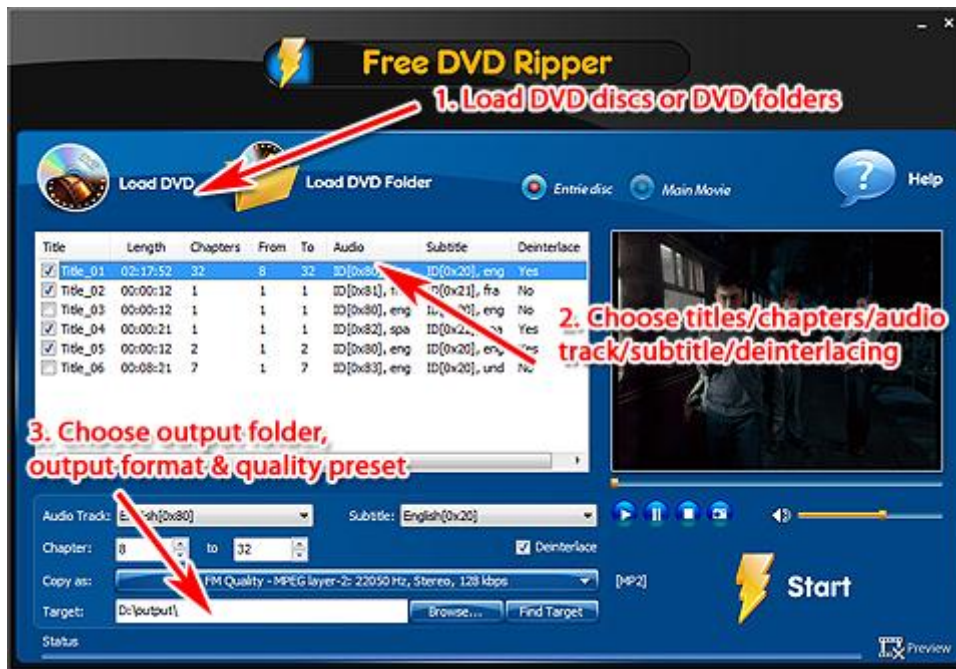 Free DVD Ripper
1. Load DVD discs or DVD folders
Load DVD
Load DVD Folder
Entrie disc
Main Movie
Help
Title Length Chapters From To Audio Subtitle Deinterlace
Title_01 02:17:52 32 8 32 ID[0x80], ID[0x20], eng Yes
Title_02 00:00:12 1 1 1 ID[0x81], ID[0x21], fra No
Title_03 00:00:12 1 1 1 ID[0x80], eng eng No
Title_04 00:00:21 1 1 1 ID[0x82], spa Yes
Title_05 00:00:12 2 1 2 ID[0x80], eng ID[0x20], eng Yes
Title_06 00:08:21 7 1 7 ID[0x83], eng ID[0x20], und No
2. Choose titles/chapters/audio
track/subtitle/deinterlacing
3. Choose output folder,
output format & quality preset
Audio Track: English[0x80] Subtitle: English[0x20]
Chapter: 8 to 32 Deinterlace
Copy as: FM Quality - MPEG layer-2: 22050 Hz, Stereo, 128 kbps [MP2]
Target: D:\output\ Browse... Find Target
Start
Status
Preview